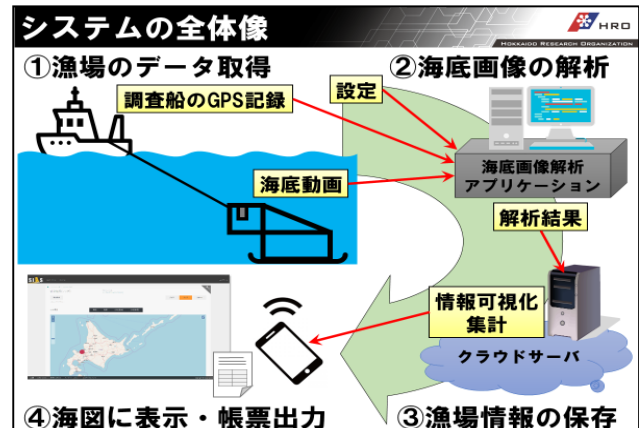 システムの全体像
HRO
HOKKAIDO RESEARCH ORGANIZATION
①漁場のデータ取得
②海底画像の解析
調査船のGPS記録
設定
海底動画
海底画像解析
アプリケーション
解析結果
情報可視化
集計
クラウドサーバ
④海図に表示・帳票出力
③漁場情報の保存